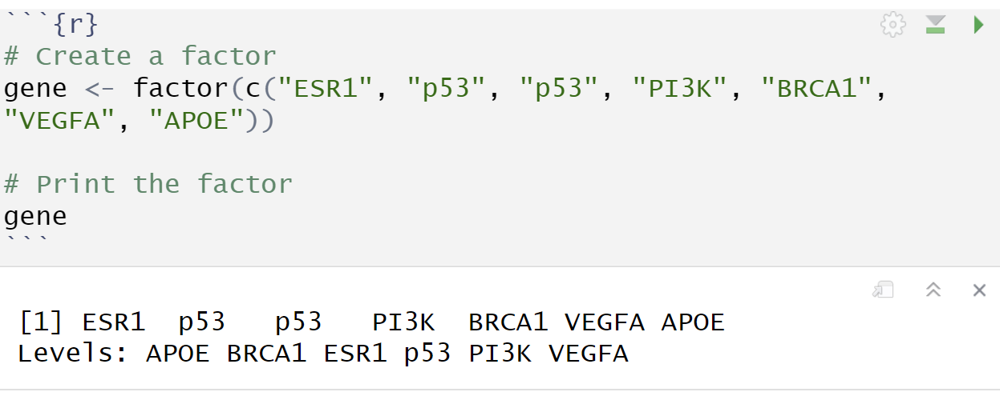 ```{r}
# Create a factor
gene <- factor(c("ESR1", "p53", "p53", "PI3K", "BRCA1",
"VEGFA", "APOE"))
# Print the factor
gene
```
[1] ESR1  p53   p53   PI3K  BRCA1 VEGFA APOE
Levels: APOE BRCA1 ESR1 p53 PI3K VEGFA